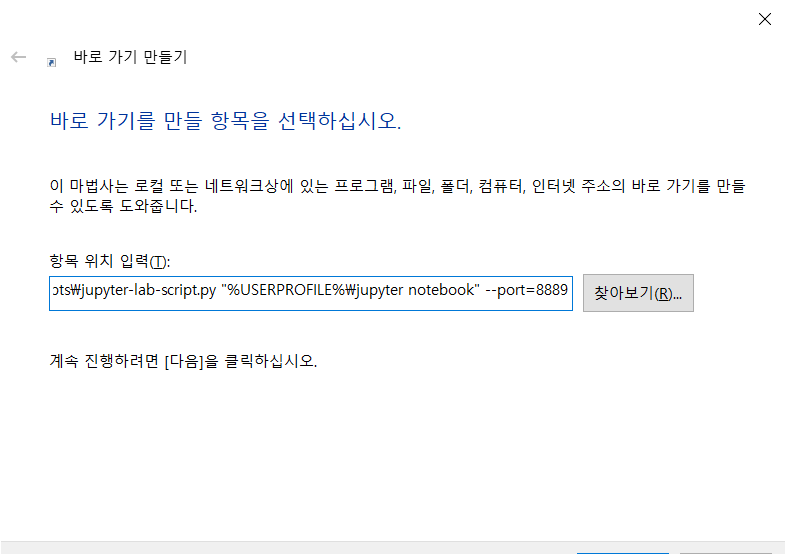 바로 가기 만들기
바로 가기를 만들 항목을 선택하십시오.
이 마법사는 로컬 또는 네트워크상에 있는 프로그램, 파일, 폴더, 컴퓨터, 인터넷 주소의 바로 가기를 만들
수 있도록 도와줍니다.
항목 위치 입력(T):
pts₩jupyter-lab-script.py "%USERPROFILE%₩jupyter notebook" --port=8889
찾아보기(R)...
계속 진행하려면 [다음]을 클릭하십시오.